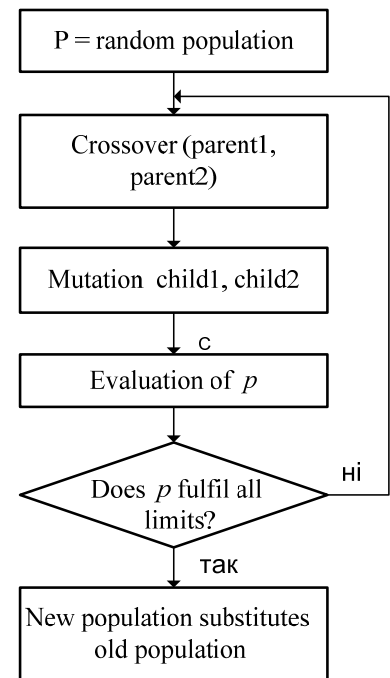 P = random population
Crossover (parent1,
parent2)
Mutation child1, child2
c
Evaluation of p
Does p fulfil all
limits?
ні
так
New population substitutes
old population